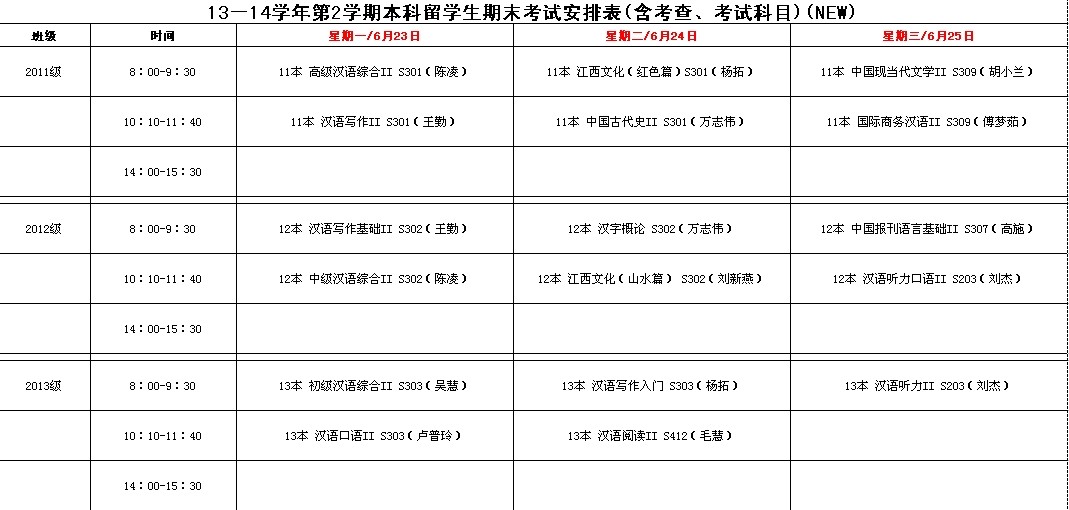 13—14学年第2学期本科留学生期末考试安排表(含考查、考试科目)(NEW)
班级 时间 星期一/6月23日 星期二/6月24日 星期三/6月25日
2011级 8：00-9：30 11本 高级汉语综合II S301（陈凌） 11本 江西文化（红色篇）S301（杨拓） 11本 中国现当代文学II S309（胡小兰）
10：10-11：40 11本 汉语写作II S301（王勤） 11本 中国古代史II S301（万志伟） 11本 国际商务汉语II S309（傅梦茹）
14：00-15：30
2012级 8：00-9：30 12本 汉语写作基础II S302（王勤） 12本 汉字概论 S302（万志伟） 12本 中国报刊语言基础II S307（高施）
10：10-11：40 12本 中级汉语综合II S302（陈凌） 12本 江西文化（山水篇） S302（刘新燕） 12本 汉语听力口语II S203（刘杰）
14：00-15：30
2013级 8：00-9：30 13本 初级汉语综合II S303（吴慧） 13本 汉语写作入门 S303（杨拓） 13本 汉语听力II S203（刘杰）
10：10-11：40 13本 汉语口语II S303（卢普玲） 13本 汉语阅读II S412（毛慧）
14：00-15：30